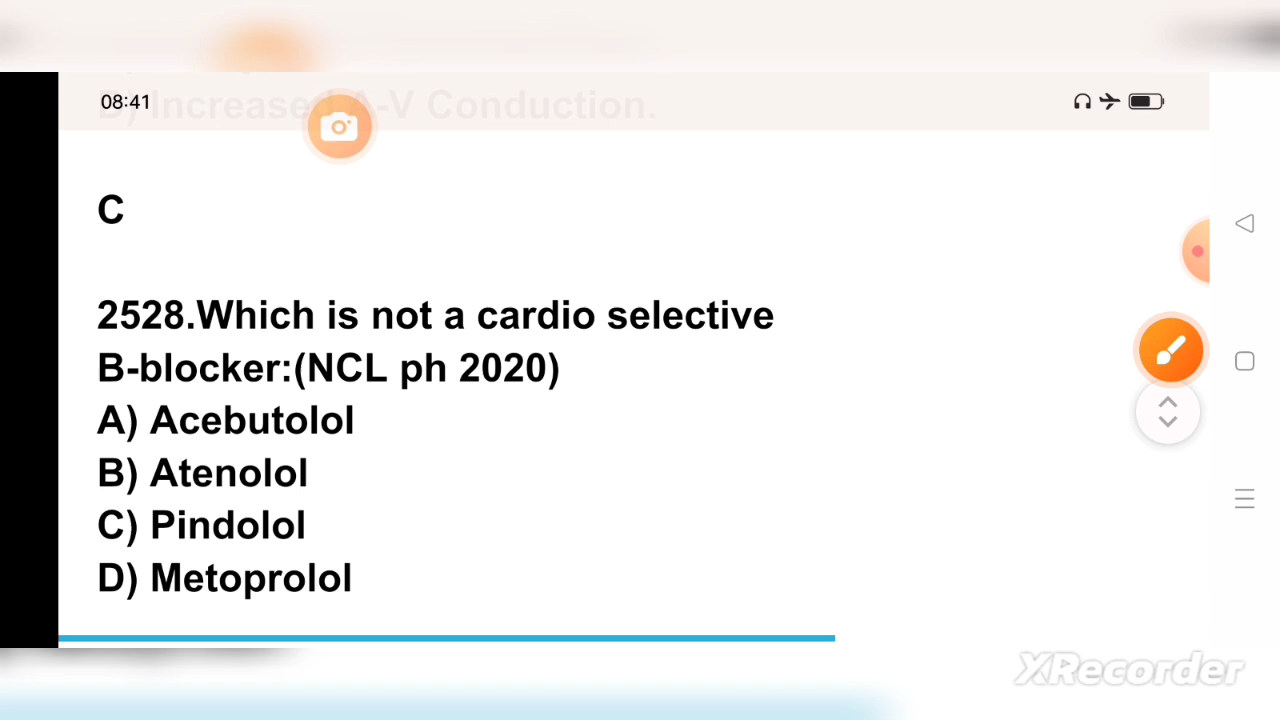 D) Increased A-V Conduction.
08:41
C
2528.Which is not a cardio selective
B-blocker:(NCL ph 2020)
A) Acebutolol
B) Atenolol
C) Pindolol
D) Metoprolol
XRecorder